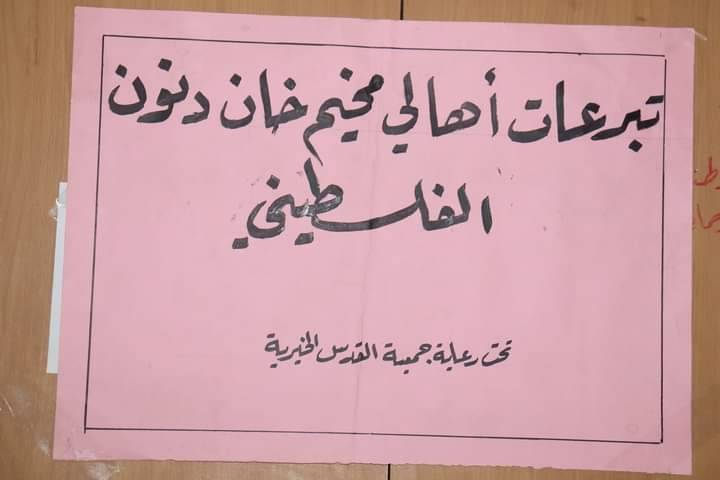 تبرعات أهالي مخيم خان دنون
الفلسطيني
تحت رعاية جمعية القدس الخيرية